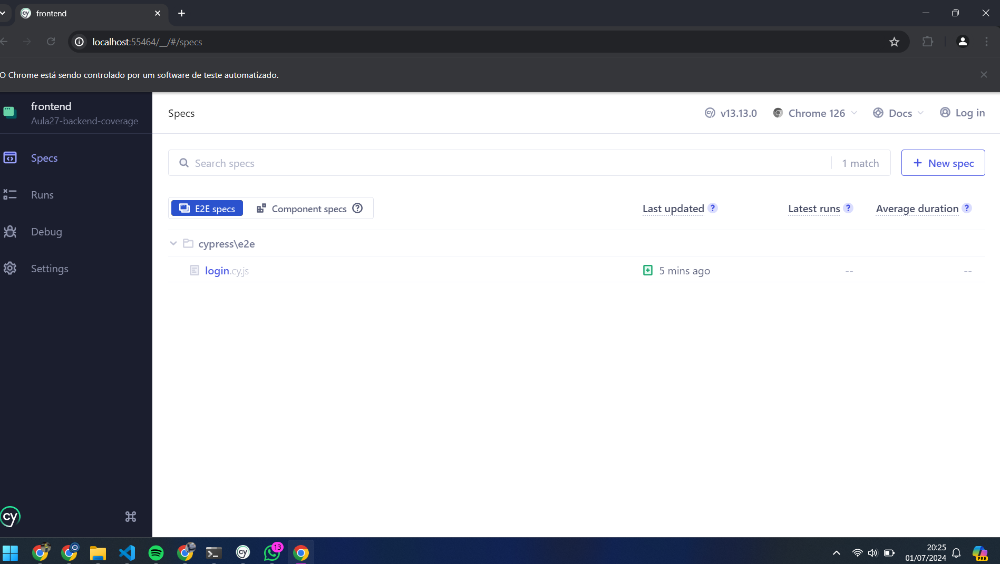 frontend
localhost:55464/__/#/specs
O Chrome está sendo controlado por um software de teste automatizado.
frontend
Aula27-backend-coverage
Specs
Runs
Debug
Settings
cy
Specs
v13.13.0
Chrome 126
Docs
Log in
Search specs
1 match
+ New spec
E2E specs
Component specs ?
Last updated ?
Latest runs ?
Average duration ?
cypress\e2e
login.cy.js
5 mins ago
--
--
cy
13
20:25
01/07/2024
PRE